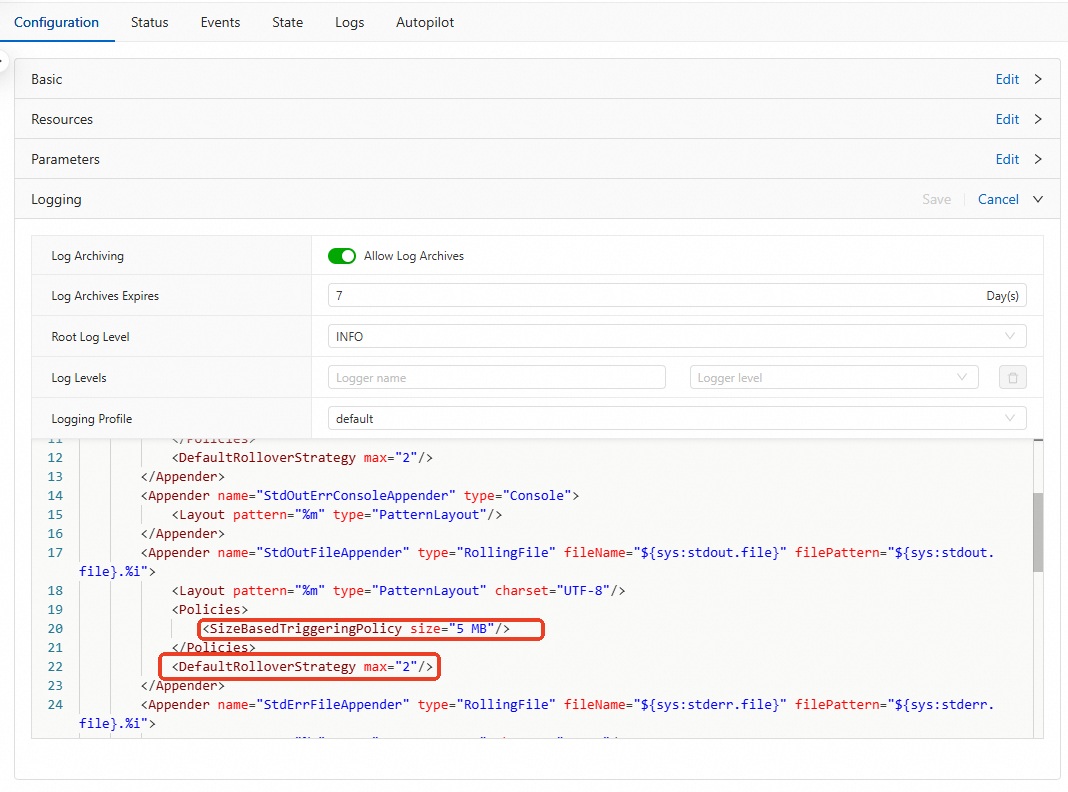 Configuration Status Events State Logs Autopilot
Basic Edit
Resources Edit
Parameters Edit
Logging Save Cancel
Log Archiving Allow Log Archives
Log Archives Expires 7 Day(s)
Root Log Level INFO
Log Levels Logger name Logger level
Logging Profile default
11 </Policies>
12 <DefaultRolloverStrategy max="2"/>
13 </Appender>
14 <Appender name="StdOutErrConsoleAppender" type="Console">
15 <Layout pattern="%m" type="PatternLayout"/>
16 </Appender>
17 <Appender name="StdOutFileAppender" type="RollingFile" fileName="${sys:stdout.file}" filePattern="${sys:stdout.
file}.%i">
18 <Layout pattern="%m" type="PatternLayout" charset="UTF-8"/>
19 <Policies>
20 <SizeBasedTriggeringPolicy size="5 MB"/>
21 </Policies>
22 <DefaultRolloverStrategy max="2"/>
23 </Appender>
24 <Appender name="StdErrFileAppender" type="RollingFile" fileName="${sys:stderr.file}" filePattern="${sys:stderr.
file}.%i">